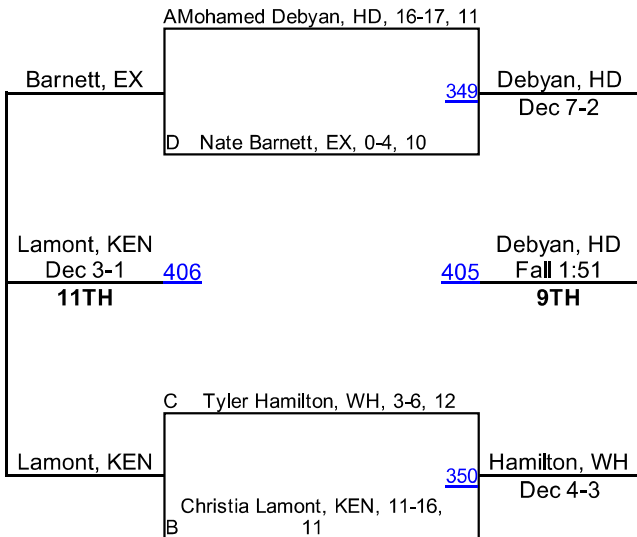 AMohamed Debyan, HD, 16-17, 11
Barnett, EX
349
Debyan, HD
Dec 7-2
D Nate Barnett, EX, 0-4, 10
Lamont, KEN
Dec 3-1
11TH
406
405
Debyan, HD
Fall 1:51
9TH
C Tyler Hamilton, WH, 3-6, 12
Lamont, KEN
350
Hamilton, WH
Dec 4-3
Christia Lamont, KEN, 11-16,
B 11